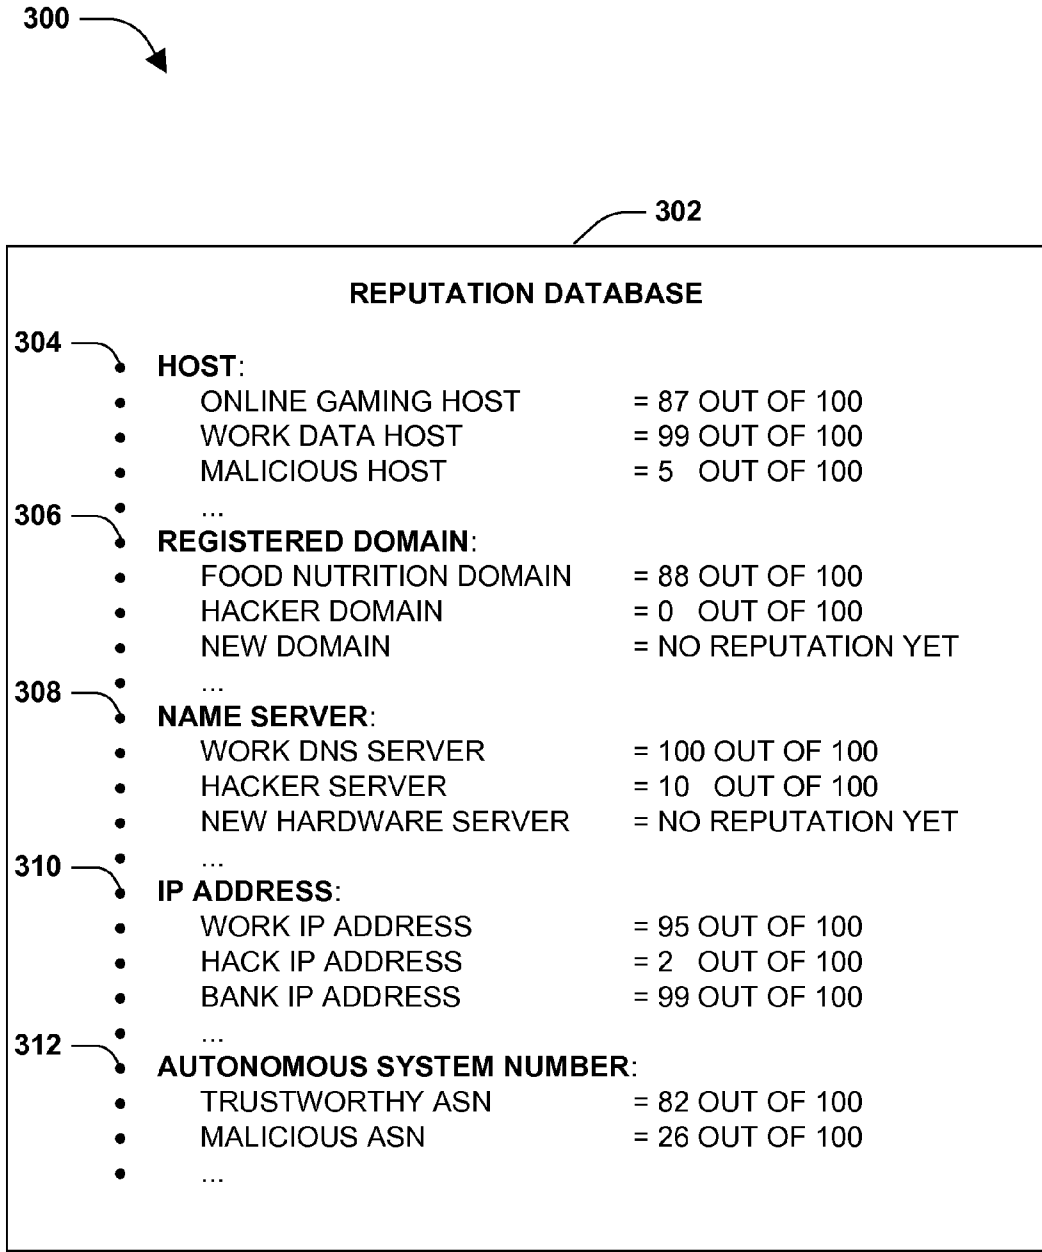 300
302
REPUTATION DATABASE
304
• HOST:
• ONLINE GAMING HOST = 87 OUT OF 100
• WORK DATA HOST = 99 OUT OF 100
• MALICIOUS HOST = 5 OUT OF 100
• ...
306
• REGISTERED DOMAIN:
• FOOD NUTRITION DOMAIN = 88 OUT OF 100
• HACKER DOMAIN = 0 OUT OF 100
• NEW DOMAIN = NO REPUTATION YET
• ...
308
• NAME SERVER:
• WORK DNS SERVER = 100 OUT OF 100
• HACKER SERVER = 10 OUT OF 100
• NEW HARDWARE SERVER = NO REPUTATION YET
• ...
310
• IP ADDRESS:
• WORK IP ADDRESS = 95 OUT OF 100
• HACK IP ADDRESS = 2 OUT OF 100
• BANK IP ADDRESS = 99 OUT OF 100
• ...
312
• AUTONOMOUS SYSTEM NUMBER:
• TRUSTWORTHY ASN = 82 OUT OF 100
• MALICIOUS ASN = 26 OUT OF 100
• ...